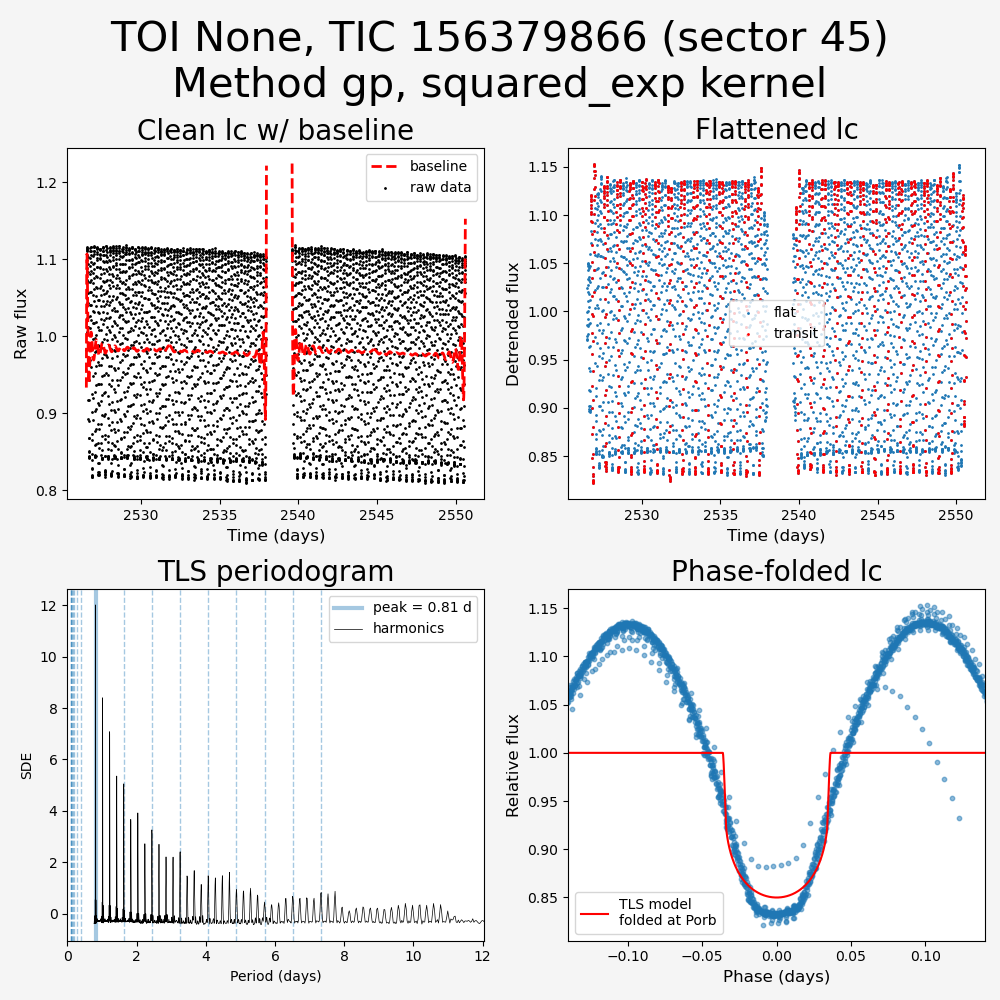 TOI None, TIC 156379866 (sector 45)
Method gp, squared_exp kernel
Clean lc w/ baseline
baseline
raw data
Raw flux
1.2
1.1
1.0
0.9
0.8
2530
2535
2540
2545
2550
Time (days)
Flattened lc
flat
transit
Detrended flux
1.15
1.10
1.05
1.00
0.95
0.90
0.85
2530
2535
2540
2545
2550
Time (days)
TLS periodogram
peak = 0.81 d
harmonics
SDE
12
10
8
6
4
2
0
0
2
4
6
8
10
12
Period (days)
Phase-folded lc
Relative flux
1.15
1.10
1.05
1.00
0.95
0.90
0.85
TLS model
folded at Porb
−0.10
−0.05
0.00
0.05
0.10
Phase (days)